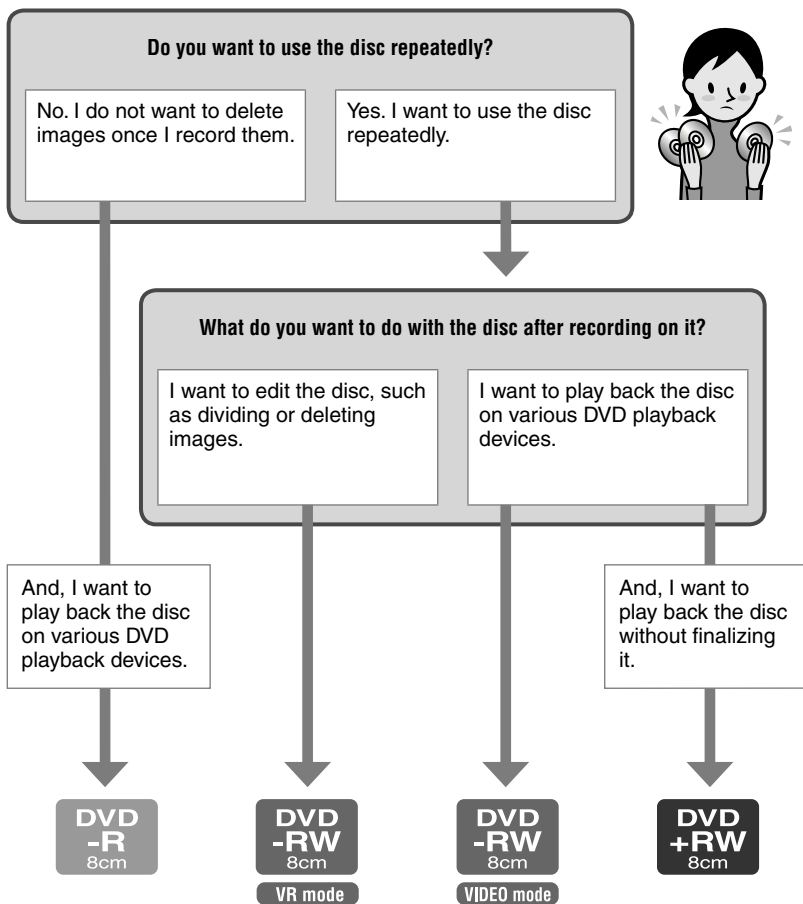 Do you want to use the disc repeatedly?
No. I do not want to delete
images once I record them.
Yes. I want to use the disc
repeatedly.
What do you want to do with the disc after recording on it?
I want to edit the disc, such
as dividing or deleting
images.
I want to play back the disc
on various DVD playback
devices.
And, I want to
play back the disc
on various DVD
playback devices.
And, I want to
play back the disc
without finalizing
it.
DVD
-R
8cm
DVD
-RW
8cm
VR mode
DVD
-RW
8cm
VIDEO mode
DVD
+RW
8cm